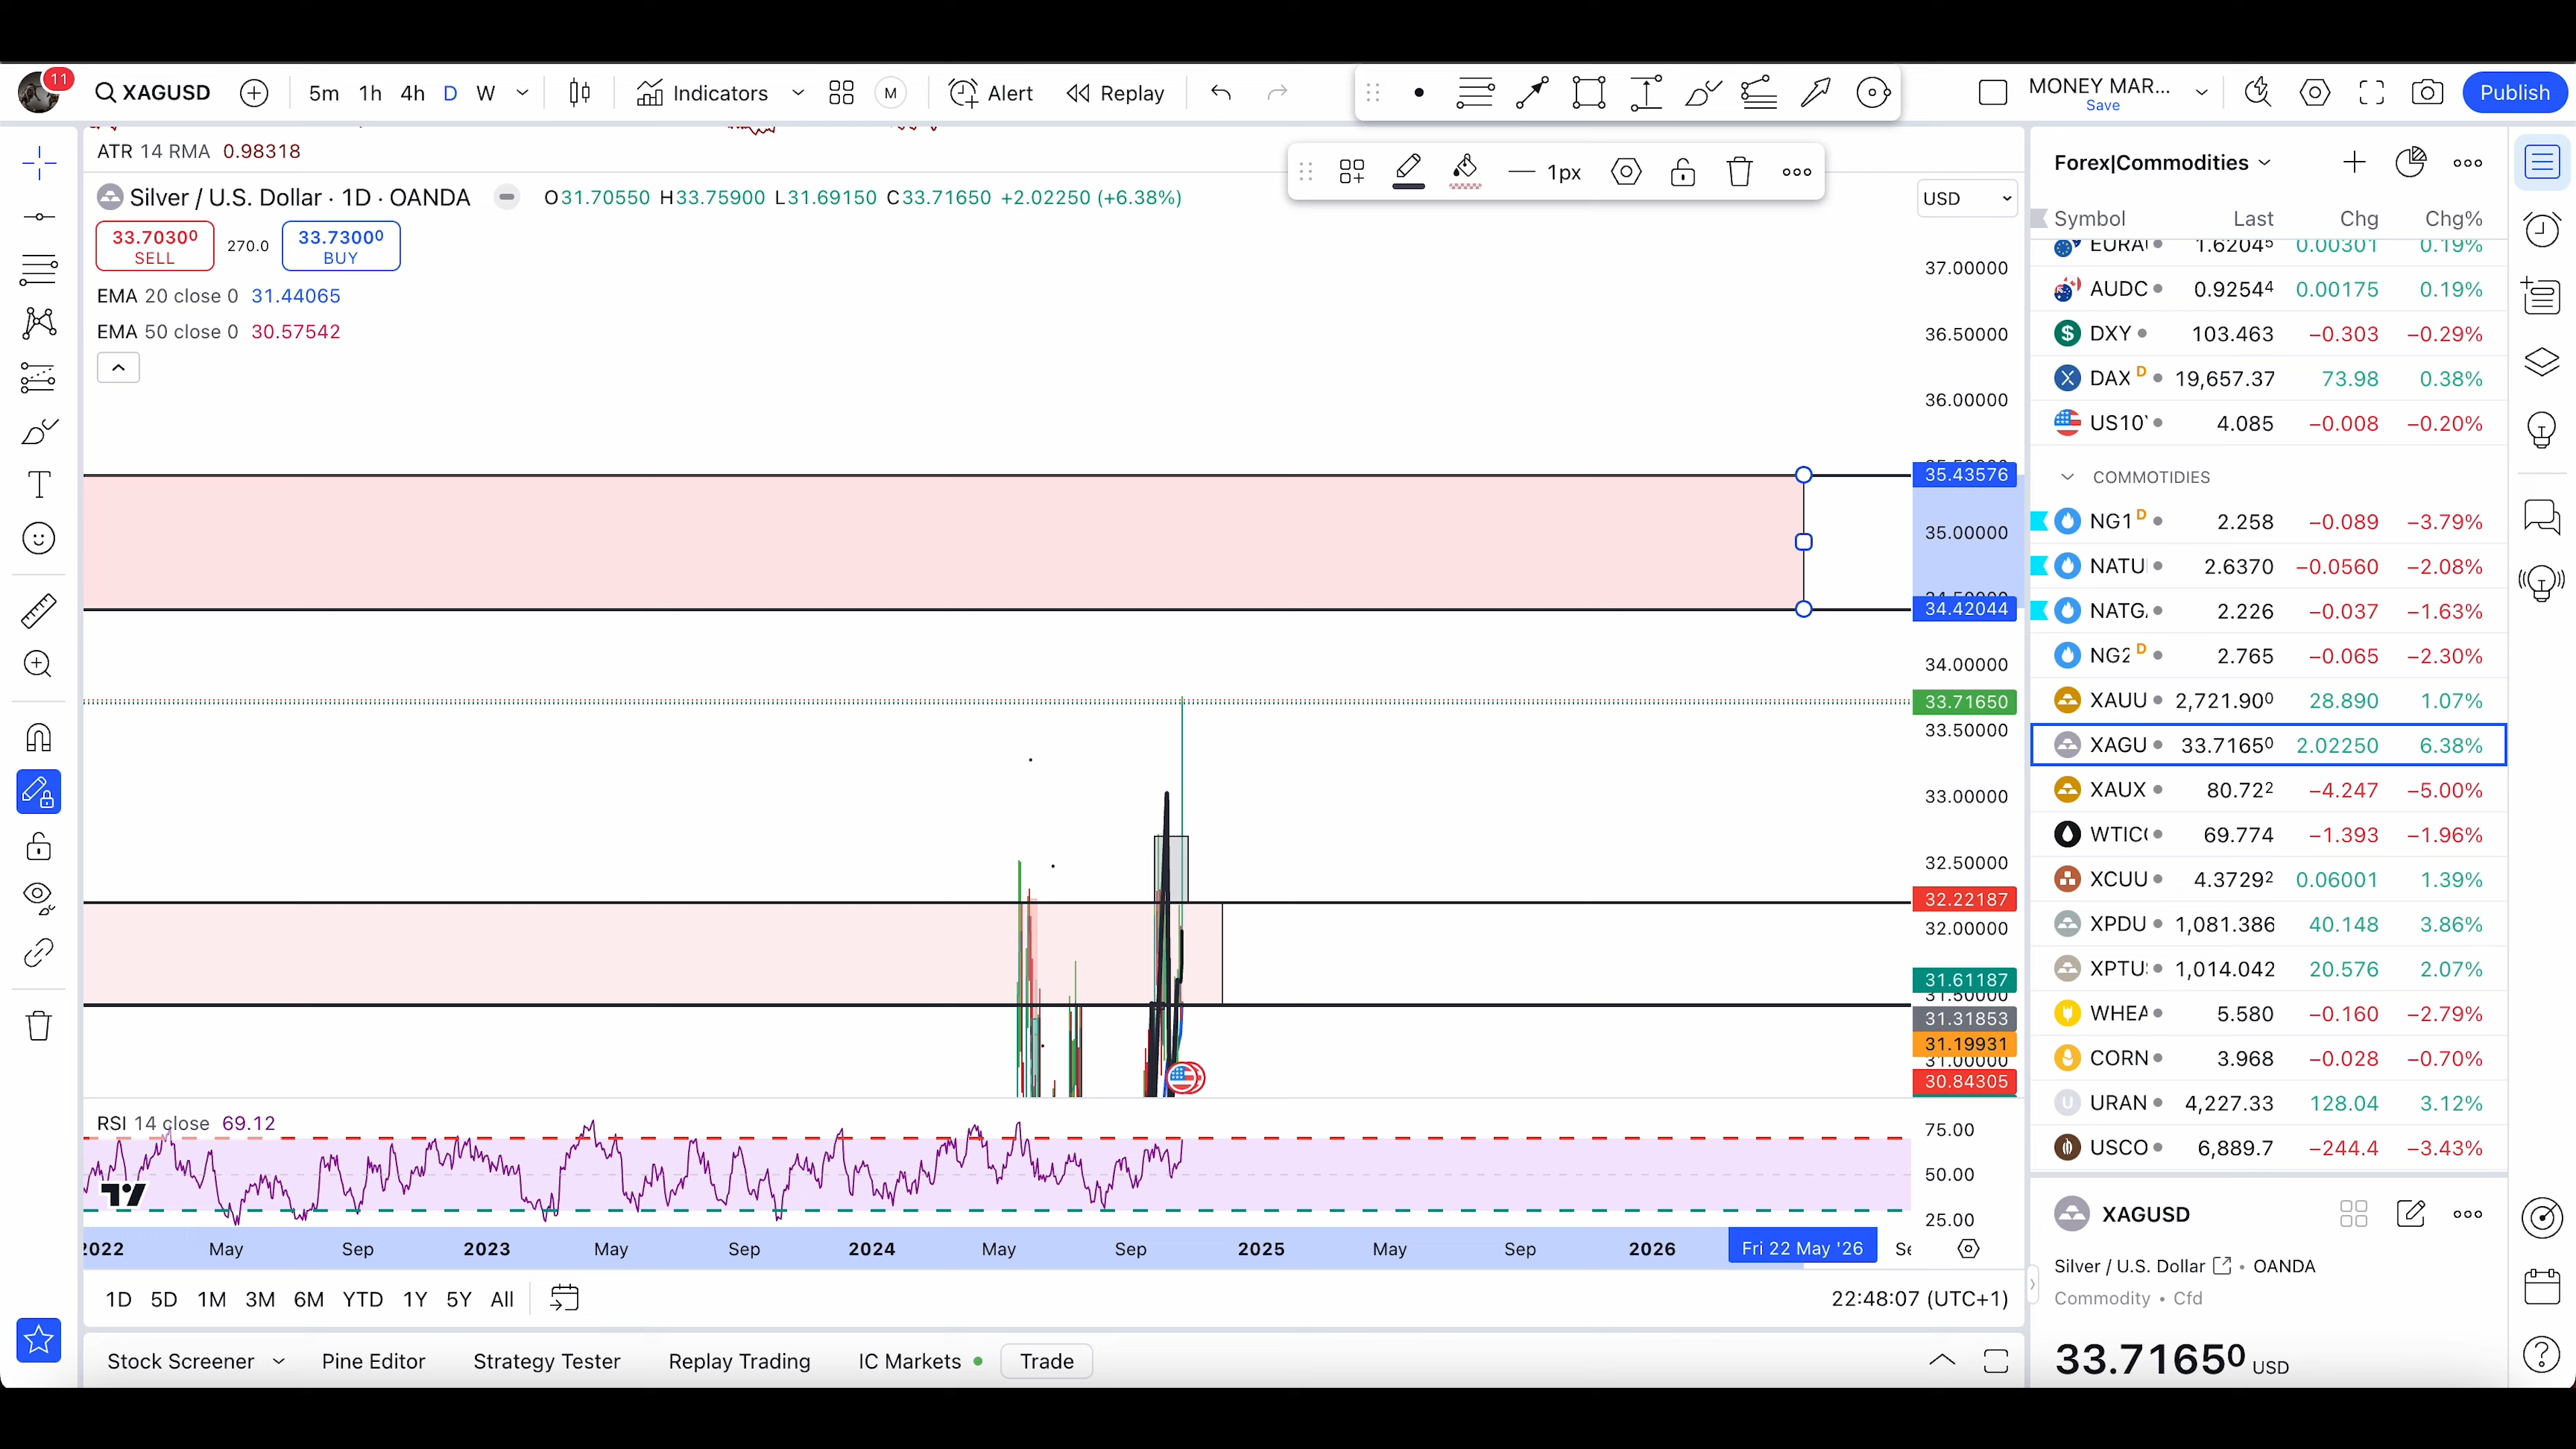 11
XAGUSD
5m 1h 4h D W
Indicators
M
Alert
Replay
MONEY MAR...
Save
Publish
ATR 14 RMA 0.98318
1px
Silver / U.S. Dollar · 1D · OANDA
O31.70550 H33.75900 L31.69150 C33.71650 +2.02250 (+6.38%)
33.70300
SELL
270.0
33.73000
BUY
EMA 20 close 0 31.44065
EMA 50 close 0 30.57542
USD
37.00000
36.50000
36.00000
35.43576
35.00000
34.42044
34.00000
33.71650
33.50000
33.00000
32.50000
32.22187
32.00000
31.61187
31.50000
31.31853
31.19931
31.00000
30.84305
RSI 14 close 69.12
75.00
50.00
25.00
2022 May Sep 2023 May Sep 2024 May Sep 2025 May Sep 2026 Fri 22 May '26
1D 5D 1M 3M 6M YTD 1Y 5Y All
22:48:07 (UTC+1)
Stock Screener Pine Editor Strategy Tester Replay Trading IC Markets Trade
Forex|Commodities
Symbol Last Chg Chg%
1.62045 0.00301 0.19%
AUDC 0.92544 0.00175 0.19%
DXY 103.463 −0.303 −0.29%
DAX D 19,657.37 73.98 0.38%
US10 4.085 −0.008 −0.20%
COMMOTIDIES
NG1 D 2.258 −0.089 −3.79%
NATU 2.6370 −0.0560 −2.08%
NATG. 2.226 −0.037 −1.63%
NG2 D 2.765 −0.065 −2.30%
XAUU 2,721.900 28.890 1.07%
XAGU 33.71650 2.02250 6.38%
XAUX 80.722 −4.247 −5.00%
WTIC 69.774 −1.393 −1.96%
XCUU 4.37292 0.06001 1.39%
XPDU 1,081.386 40.148 3.86%
XPTU 1,014.042 20.576 2.07%
WHEA 5.580 −0.160 −2.79%
CORN 3.968 −0.028 −0.70%
URAN 4,227.33 128.04 3.12%
USCO 6,889.7 −244.4 −3.43%
XAGUSD
Silver / U.S. Dollar • OANDA
Commodity • Cfd
33.71650 USD